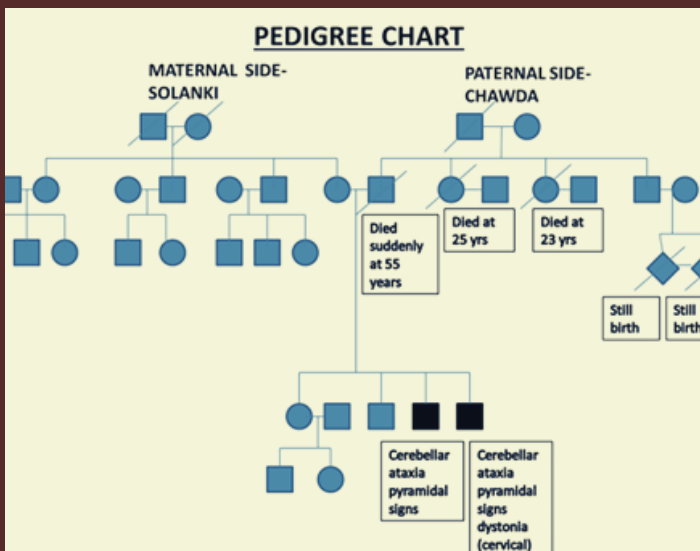 PEDIGREE CHART
MATERNAL SIDE-
SOLANKI
PATERNAL SIDE-
CHAWDA
Died
suddenly
at 55
years
Died at
25 yrs
Died at
23 yrs
Still
birth
Still
birth
Cerebellar
ataxia
pyramidal
signs
Cerebellar
ataxia
pyramidal
signs
dystonia
(cervical)